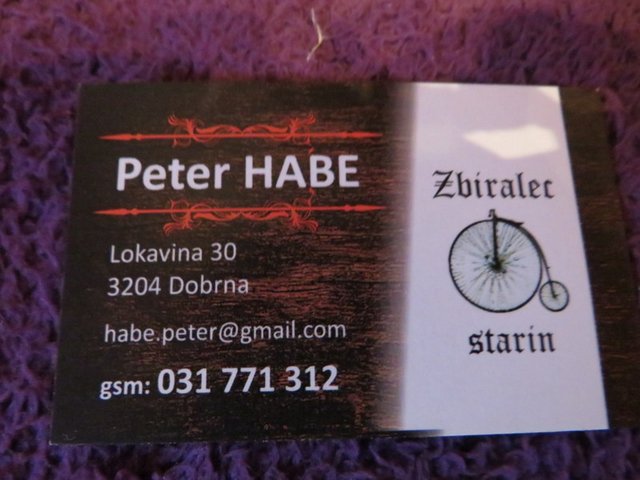 Peter HABE
Lokavina 30
3204 Dobrna
habe.peter@gmail.com
gsm: 031 771 312
Zbiralec
starin